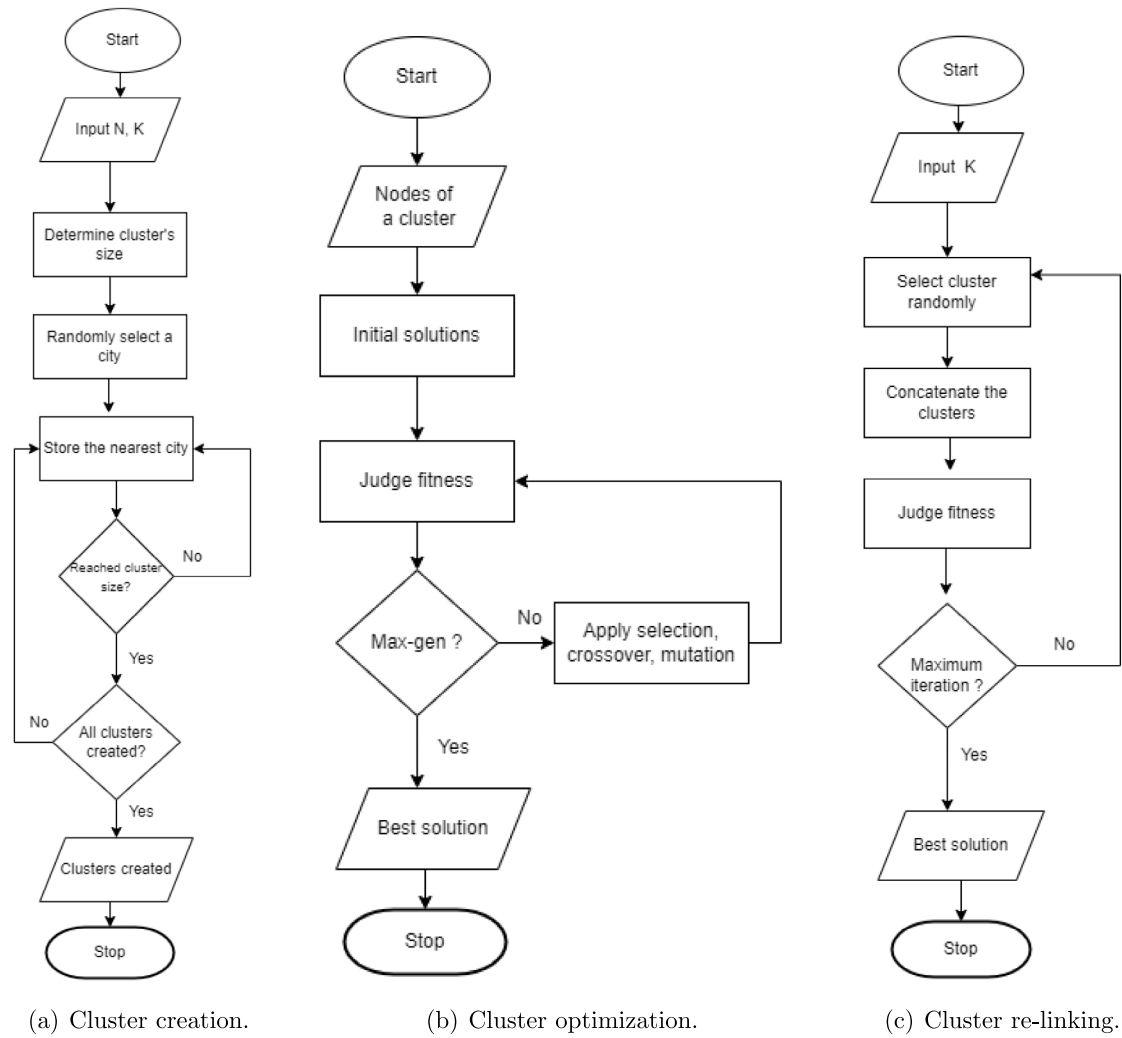 Start
Input N, K
Determine cluster's
size
Randomly select a
city
Store the nearest city
Reached cluster
size?
No
Yes
All clusters
created?
No
Yes
Clusters created
Stop
(a) Cluster creation.
Start
Nodes of
a cluster
Initial solutions
Judge fitness
Max-gen ?
No
Apply selection,
crossover, mutation
Yes
Best solution
Stop
(b) Cluster optimization.
Start
Input K
Select cluster
randomly
Concatenate the
clusters
Judge fitness
Maximum
iteration ?
No
Yes
Best solution
Stop
(c) Cluster re-linking.